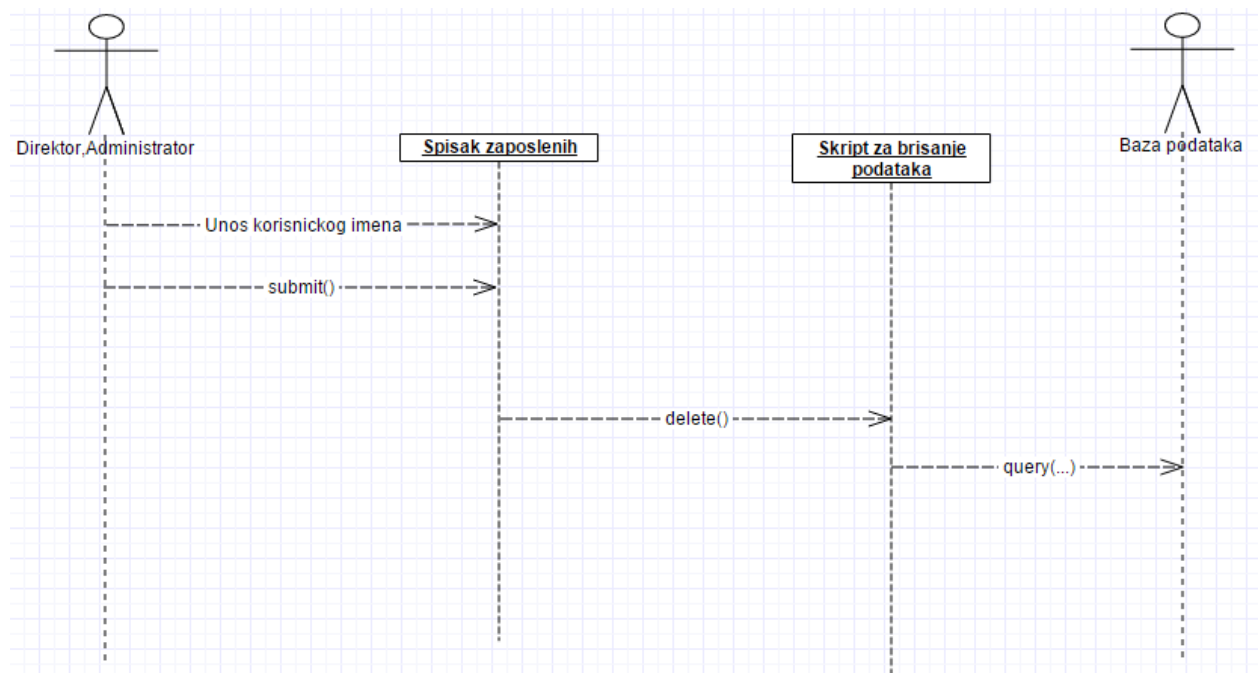 Direktor,Administrator
Spisak zaposlenih
Skript za brisanje
podataka
Baza podataka
Unos korisnickog imena
submit()
delete()
query(...)